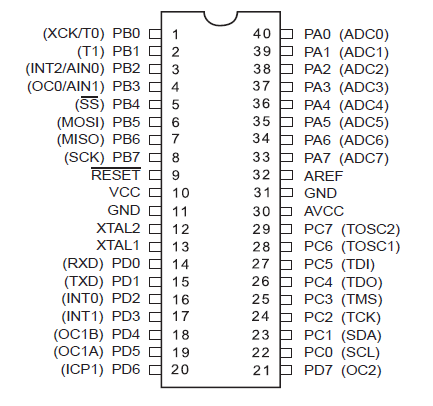 (XCK/T0) PB0 1 40 PA0 (ADC0)
(T1) PB1 2 39 PA1 (ADC1)
(INT2/AIN0) PB2 3 38 PA2 (ADC2)
(OC0/AIN1) PB3 4 37 PA3 (ADC3)
(S̅S̅) PB4 5 36 PA4 (ADC4)
(MOSI) PB5 6 35 PA5 (ADC5)
(MISO) PB6 7 34 PA6 (ADC6)
(SCK) PB7 8 33 PA7 (ADC7)
R̅E̅S̅E̅T̅ 9 32 AREF
VCC 10 31 GND
GND 11 30 AVCC
XTAL2 12 29 PC7 (TOSC2)
XTAL1 13 28 PC6 (TOSC1)
(RXD) PD0 14 27 PC5 (TDI)
(TXD) PD1 15 26 PC4 (TDO)
(INT0) PD2 16 25 PC3 (TMS)
(INT1) PD3 17 24 PC2 (TCK)
(OC1B) PD4 18 23 PC1 (SDA)
(OC1A) PD5 19 22 PC0 (SCL)
(ICP1) PD6 20 21 PD7 (OC2)